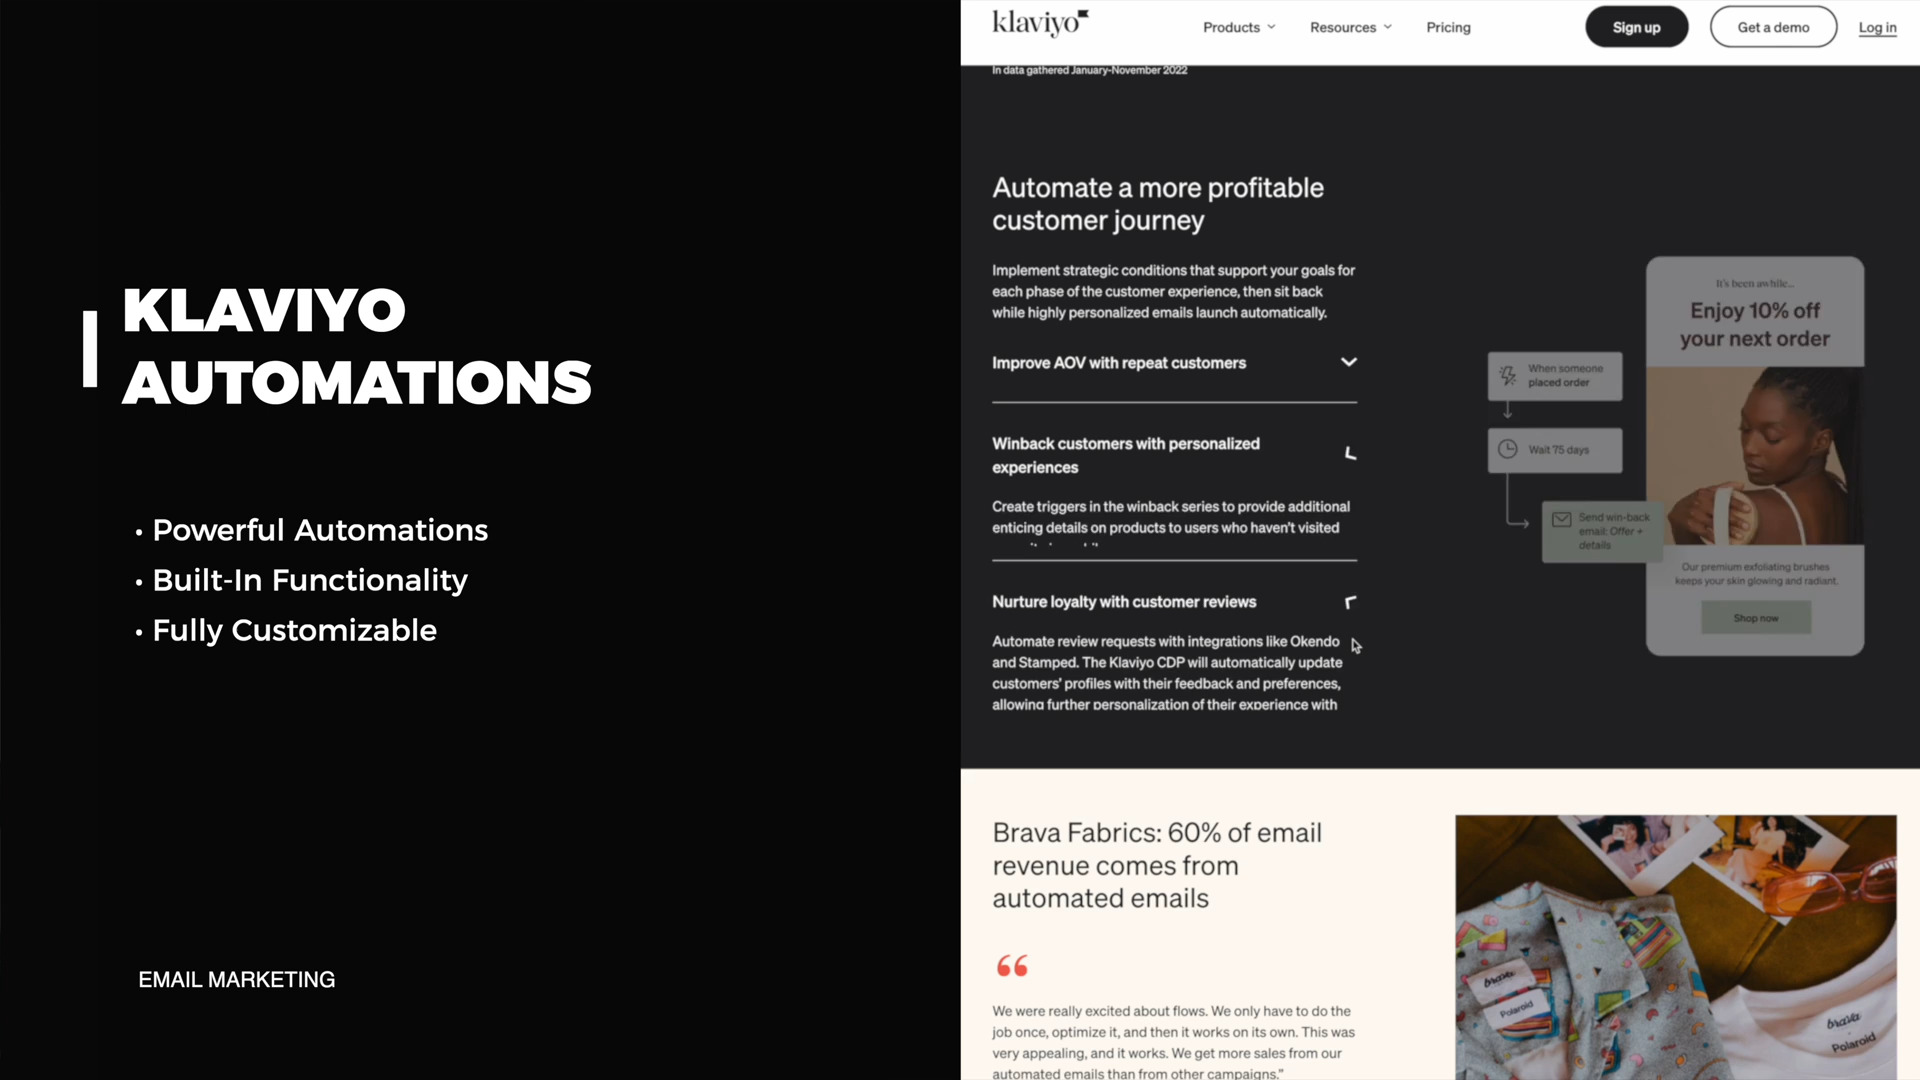 KLAVIYO
AUTOMATIONS
• Powerful Automations
• Built-In Functionality
• Fully Customizable
EMAIL MARKETING
klaviyo
Products
Resources
Pricing
Sign up
Get a demo
Log in
In data gathered January-November 2022
Automate a more profitable
customer journey
Implement strategic conditions that support your goals for
each phase of the customer experience, then sit back
while highly personalized emails launch automatically.
Improve AOV with repeat customers
Winback customers with personalized
experiences
Create triggers in the winback series to provide additional
enticing details on products to users who haven't visited
Nurture loyalty with customer reviews
Automate review requests with integrations like Okendo
and Stamped. The Klaviyo CDP will automatically update
customers' profiles with their feedback and preferences,
allowing further personalization of their experience with
When someone
placed order
Wait 75 days
Send win-back
email: Offer +
details
It's been awhile...
Enjoy 10% off
your next order
Our premium exfoliating brushes
keeps your skin glowing and radiant.
Shop now
Brava Fabrics: 60% of email
revenue comes from
automated emails
“
We were really excited about flows. We only have to do the
job once, optimize it, and then it works on its own. This was
very appealing, and it works. We get more sales from our
automated emails than from other campaigns.”
brava
Polaroid
brava
Polaroid